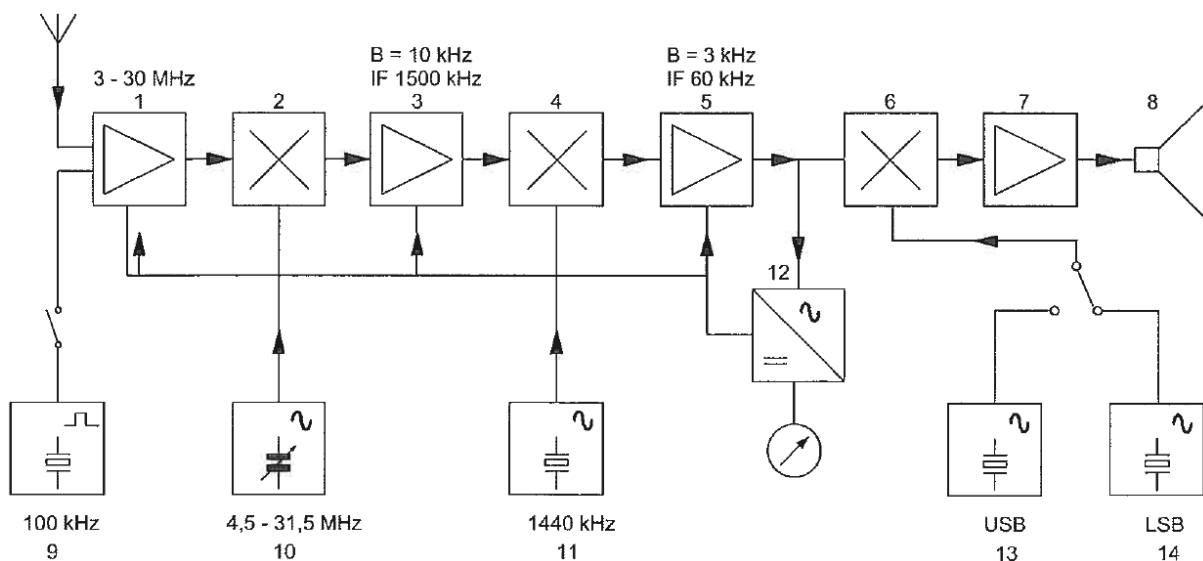 3 - 30 MHz
1
2
B = 10 kHz
IF 1500 kHz
3
4
B = 3 kHz
IF 60 kHz
5
6
7
8
12
100 kHz
9
4,5 - 31,5 MHz
10
1440 kHz
11
USB
13
LSB
14